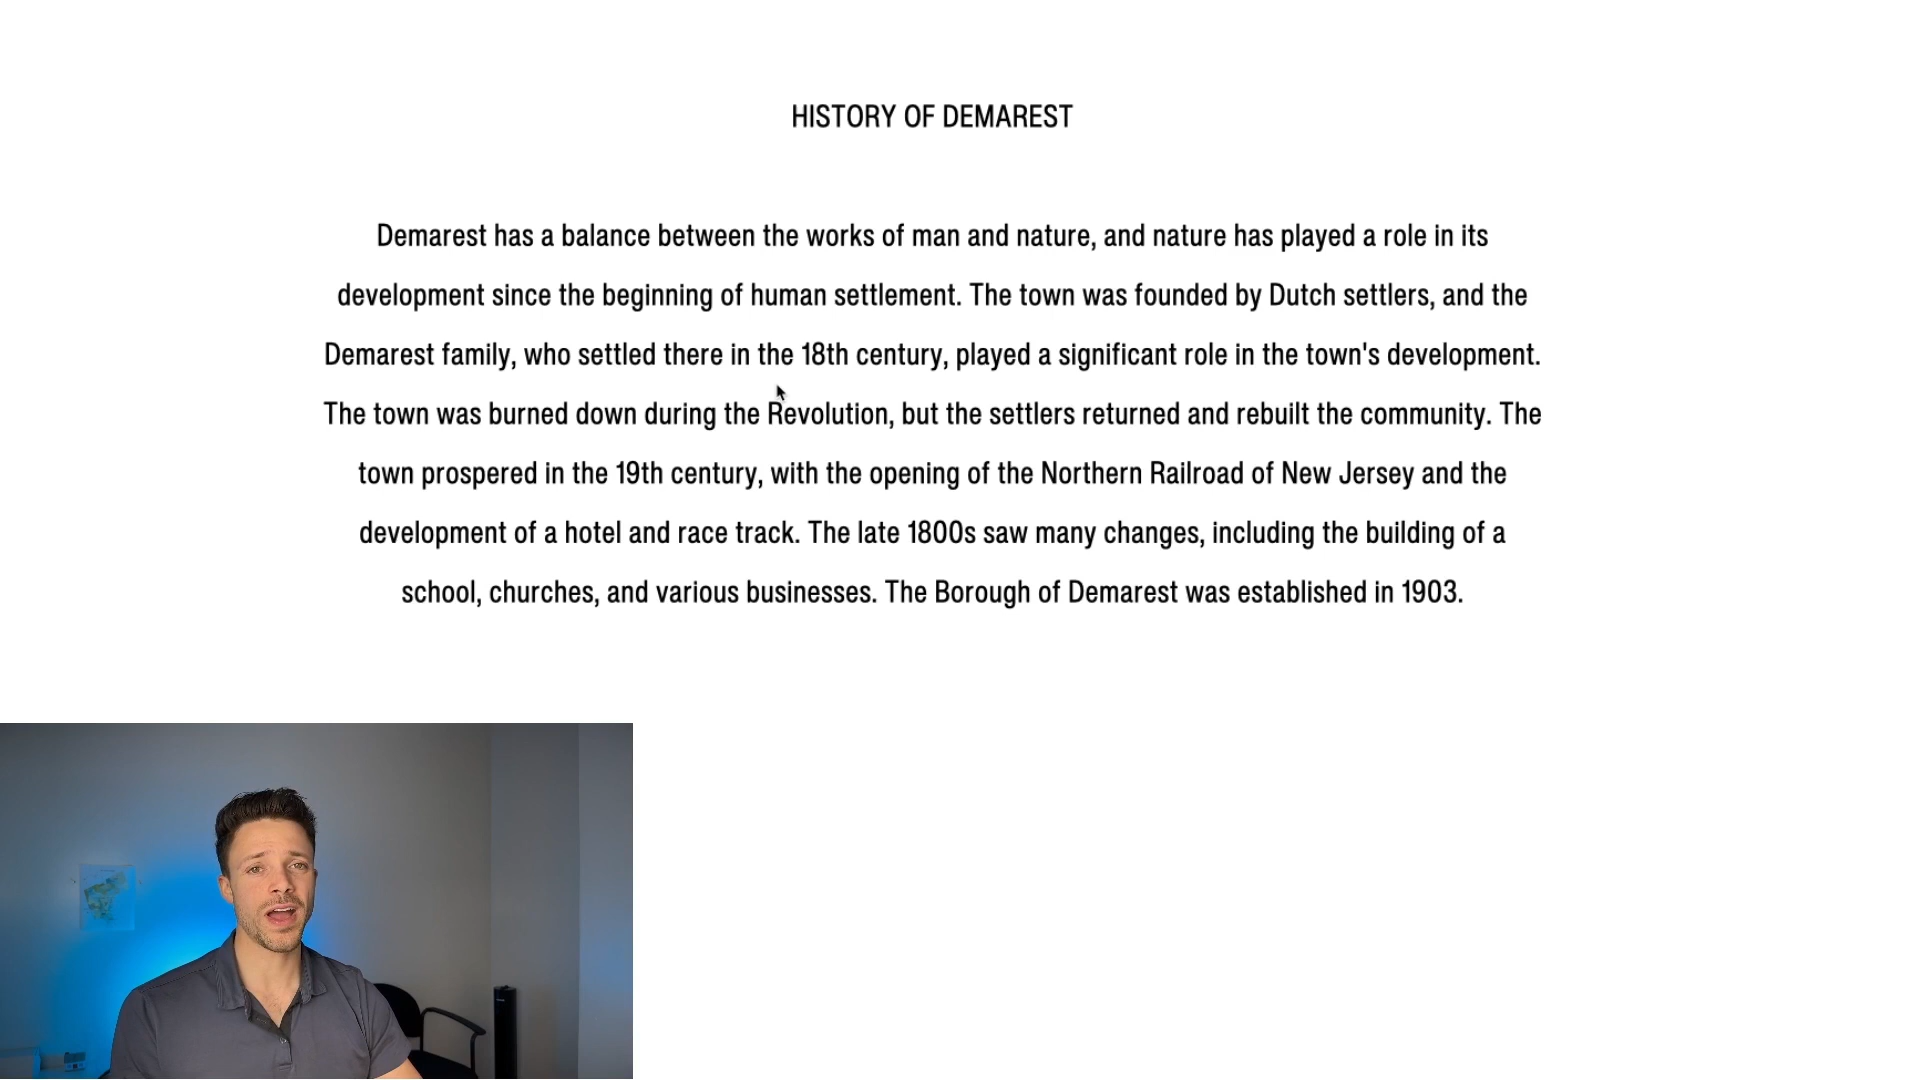 HISTORY OF DEMAREST
Demarest has a balance between the works of man and nature, and nature has played a role in its
development since the beginning of human settlement. The town was founded by Dutch settlers, and the
Demarest family, who settled there in the 18th century, played a significant role in the town's development.
The town was burned down during the Revolution, but the settlers returned and rebuilt the community. The
town prospered in the 19th century, with the opening of the Northern Railroad of New Jersey and the
development of a hotel and race track. The late 1800s saw many changes, including the building of a
school, churches, and various businesses. The Borough of Demarest was established in 1903.